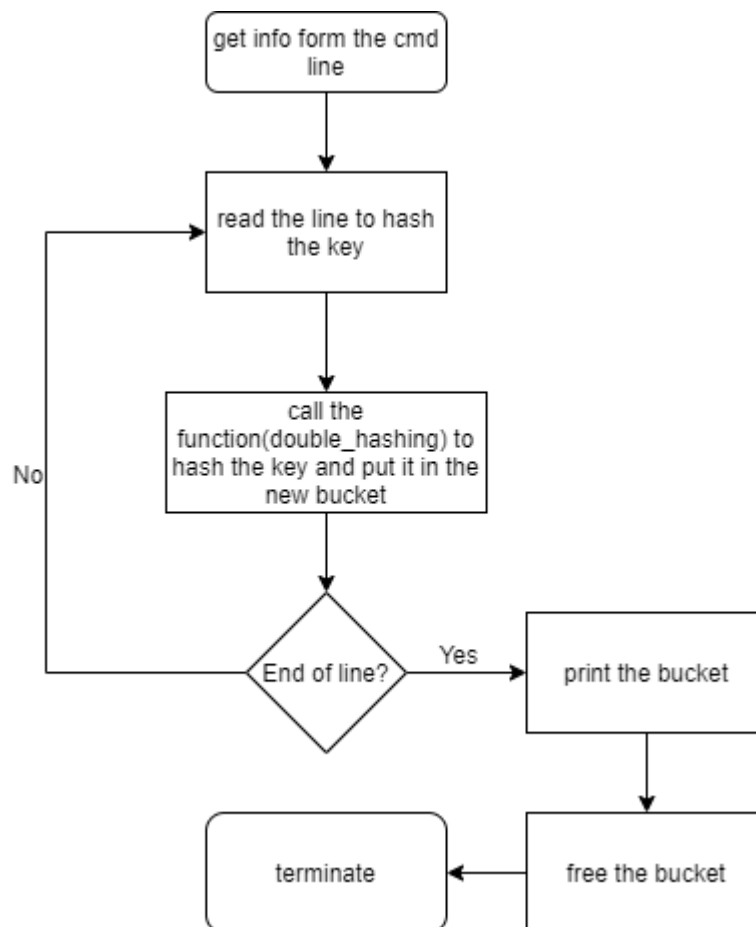 get info form the cmd
line
read the line to hash
the key
call the
function(double_hashing) to
hash the key and put it in the
new bucket
No
End of line?
Yes
print the bucket
free the bucket
terminate